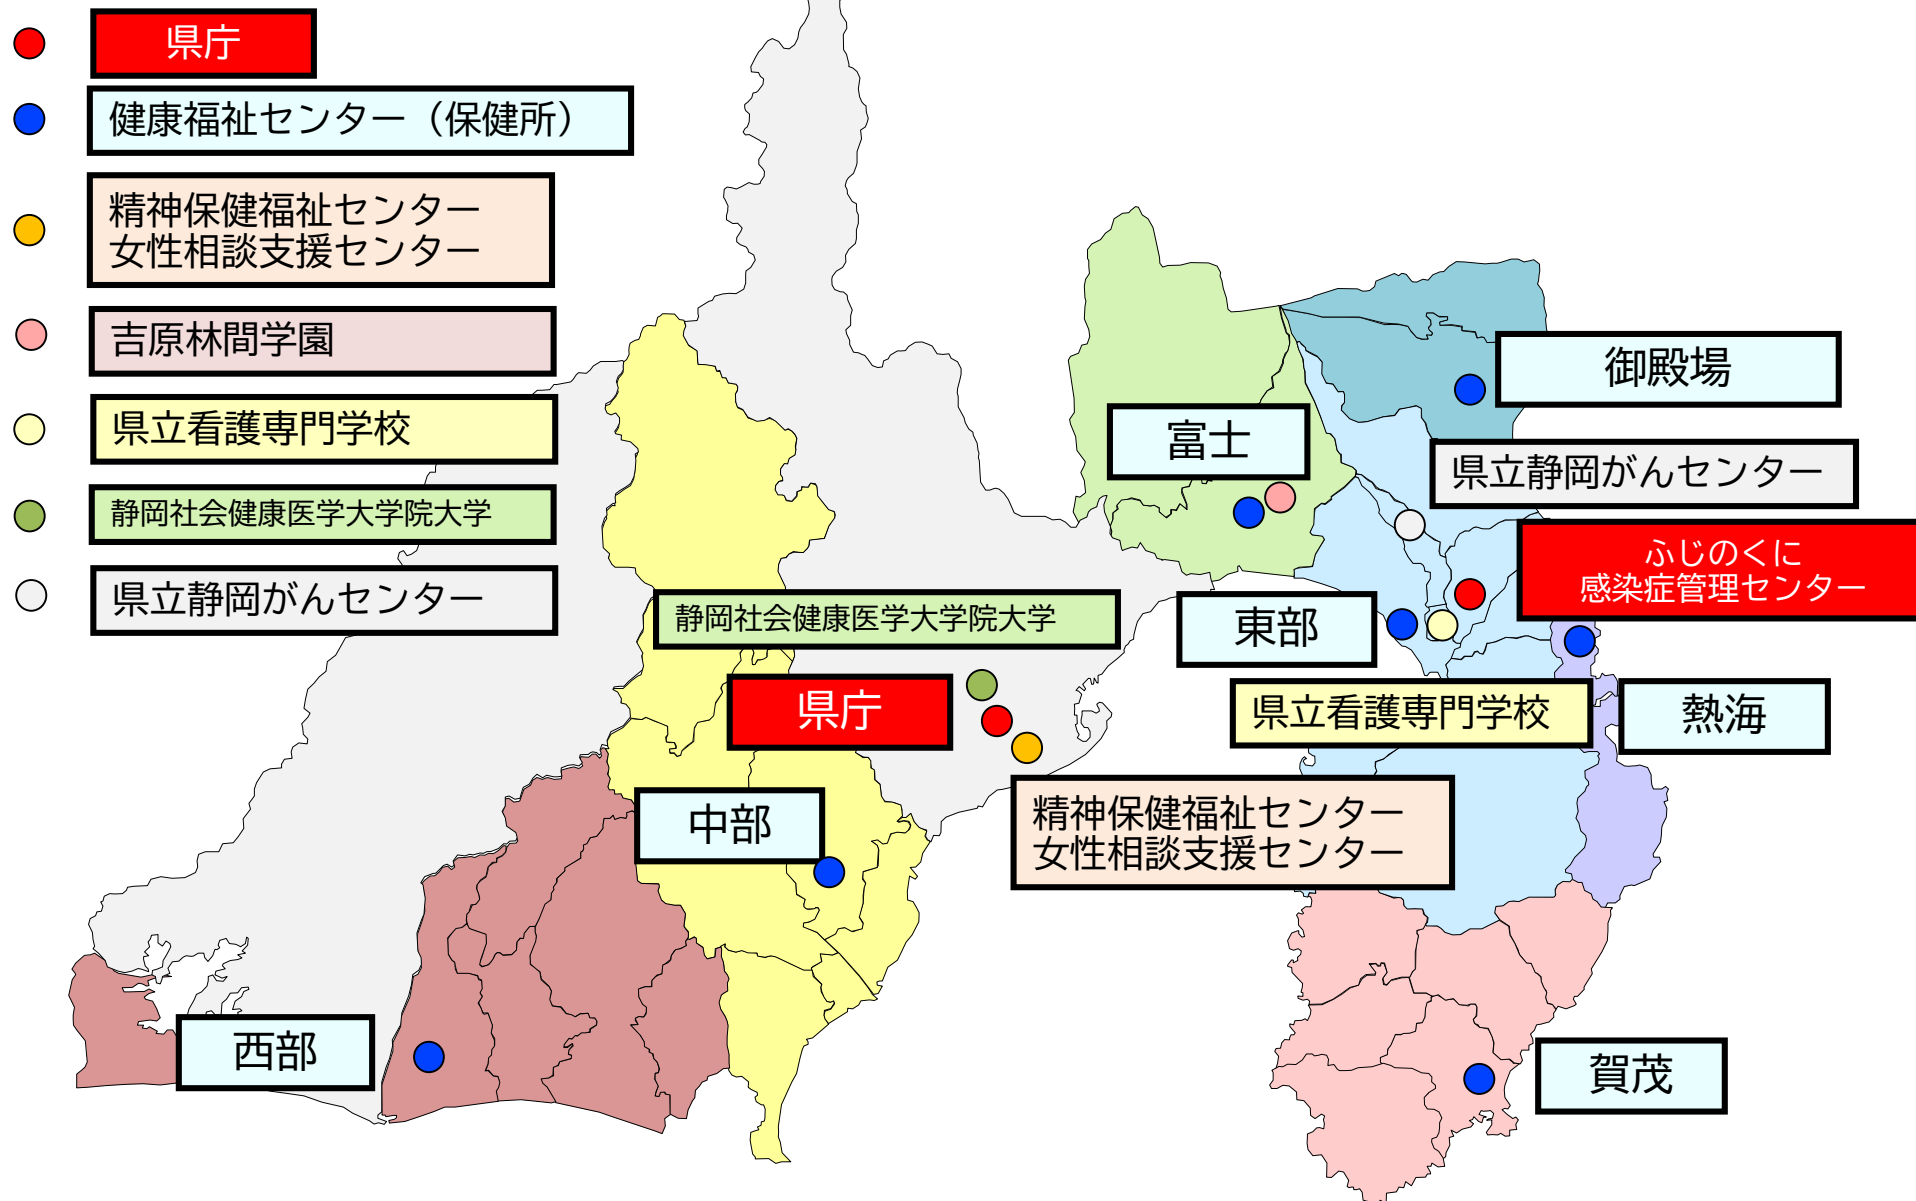 県庁
健康福祉センター（保健所）
精神保健福祉センター
女性相談支援センター
吉原林間学園
県立看護専門学校
静岡社会健康医学大学院大学
県立静岡がんセンター
御殿場
富士
県立静岡がんセンター
ふじのくに
感染症管理センター
静岡社会健康医学大学院大学
東部
県庁
県立看護専門学校
熱海
中部
精神保健福祉センター
女性相談支援センター
西部
賀茂